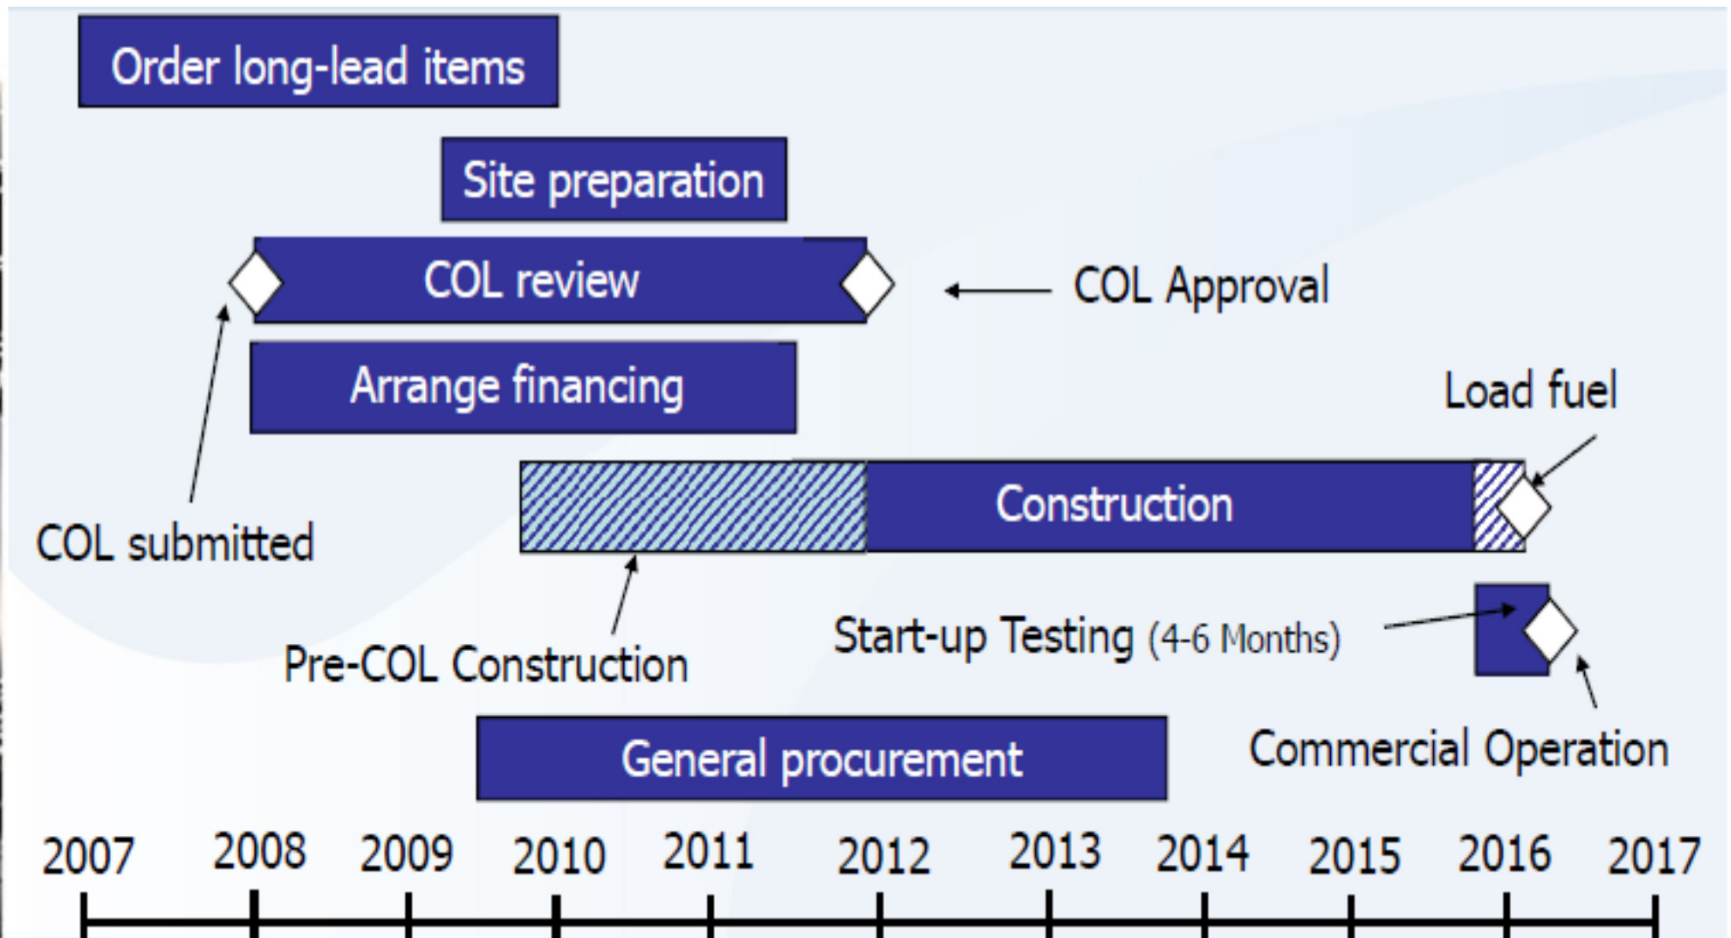 Order long-lead items
Site preparation
COL review
COL Approval
Arrange financing
Load fuel
Construction
COL submitted
Start-up Testing (4-6 Months)
Pre-COL Construction
General procurement
Commercial Operation
2007 2008 2009 2010 2011 2012 2013 2014 2015 2016 2017